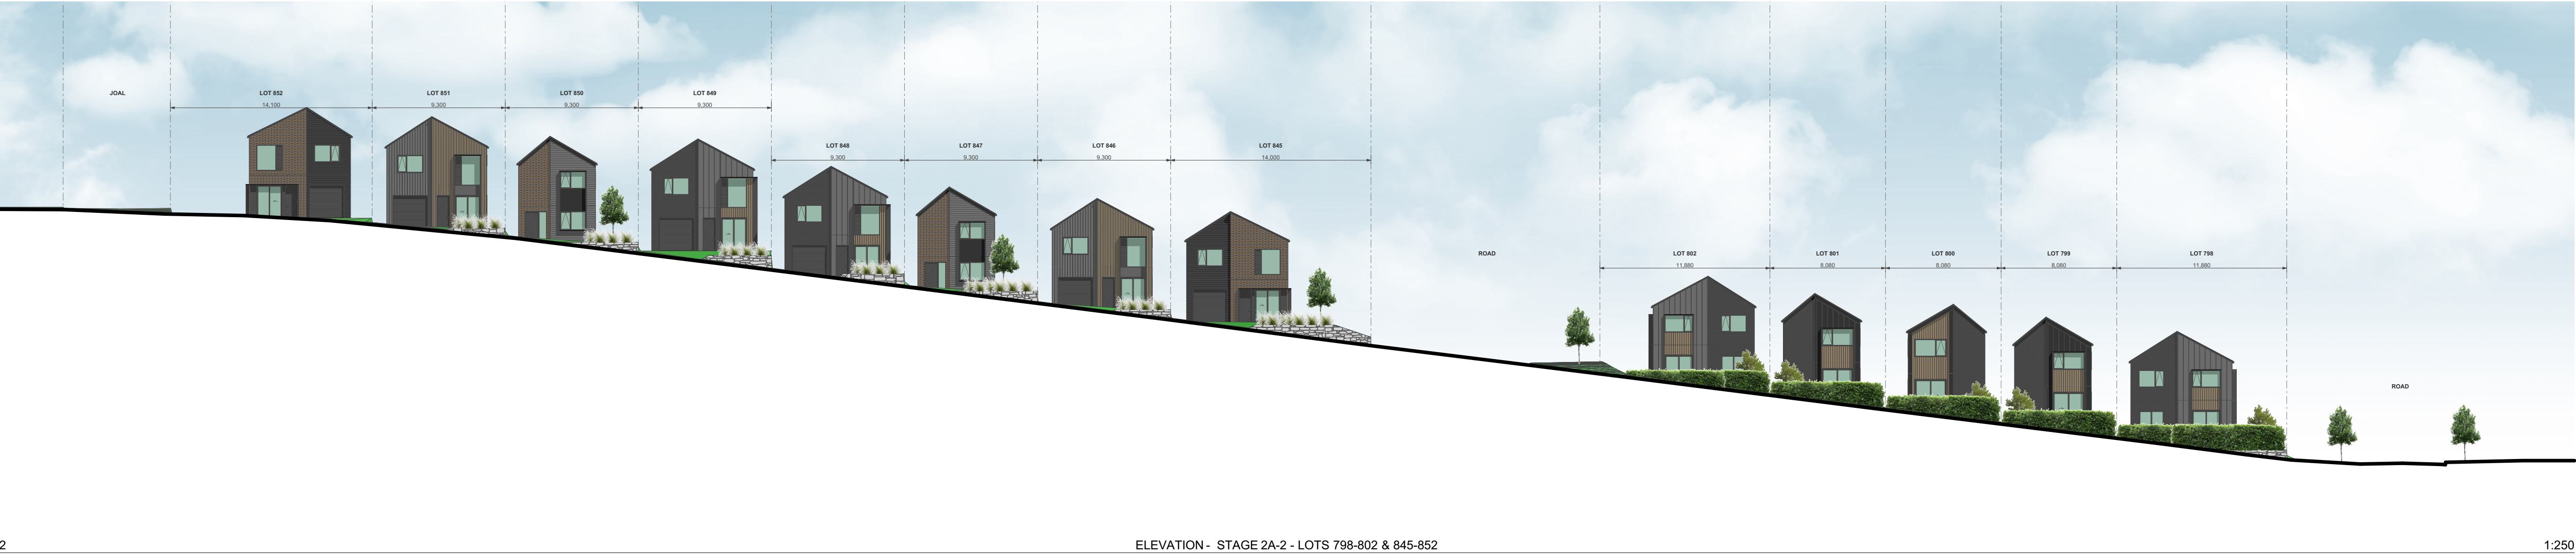 JOAL
LOT 852
14,100
LOT 851
9,300
LOT 850
9,300
LOT 849
9,300
LOT 848
9,300
LOT 847
9,300
LOT 846
9,300
LOT 845
14,000
ROAD
LOT 802
11,880
LOT 801
8,080
LOT 800
8,080
LOT 799
8,080
LOT 798
11,880
ROAD
2
ELEVATION - STAGE 2A-2 - LOTS 798-802 & 845-852
1:250